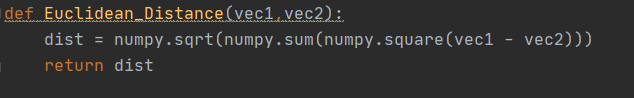 def Euclidean_Distance(vec1,vec2):
    dist = numpy.sqrt(numpy.sum(numpy.square(vec1 - vec2)))
    return dist